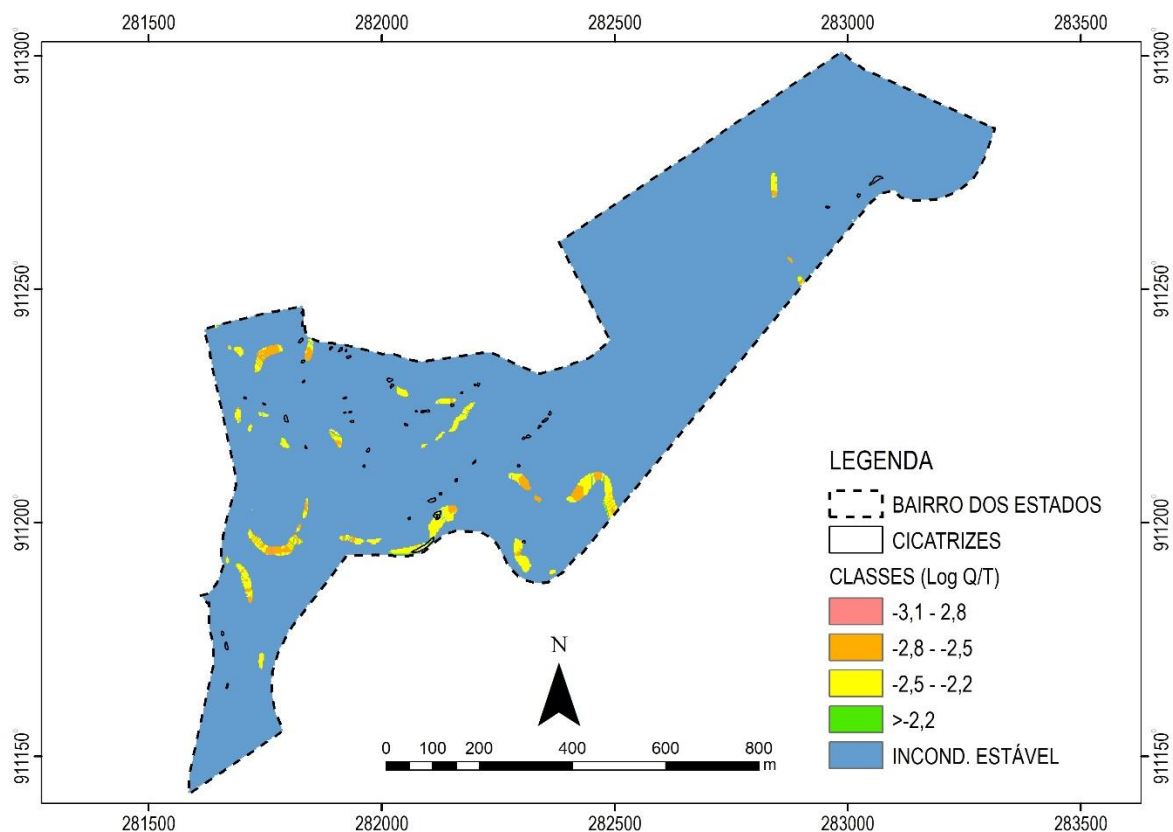 281500 282000 282500 283000 283500
911300°
911250°
911200°
911150°
911300°
911250°
911200°
911150°
LEGENDA
BAIRRO DOS ESTADOS
CICATRIZES
CLASSES (Log Q/T)
-3,1 - 2,8
-2,8 - -2,5
-2,5 - -2,2
>-2,2
INCOND. ESTÁVEL
N
0 100 200 400 600 800
m
281500 282000 282500 283000 283500